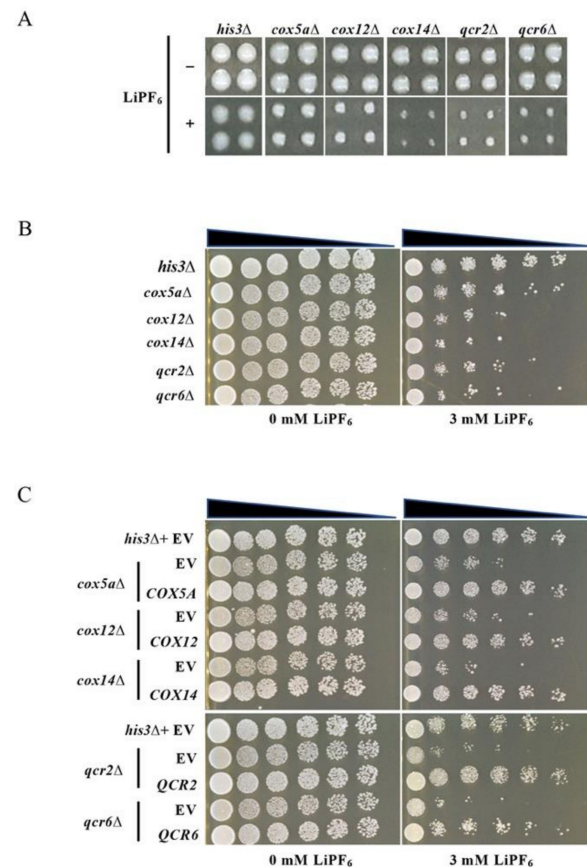 A
his3Δ cox5aΔ cox12Δ cox14Δ qcr2Δ qcr6Δ
LiPF6
−
+
B
his3Δ
cox5aΔ
cox12Δ
cox14Δ
qcr2Δ
qcr6Δ
0 mM LiPF6 3 mM LiPF6
C
his3Δ+ EV
cox5aΔ
EV
COX5A
cox12Δ
EV
COX12
cox14Δ
EV
COX14
his3Δ+ EV
qcr2Δ
EV
QCR2
qcr6Δ
EV
QCR6
0 mM LiPF6 3 mM LiPF6